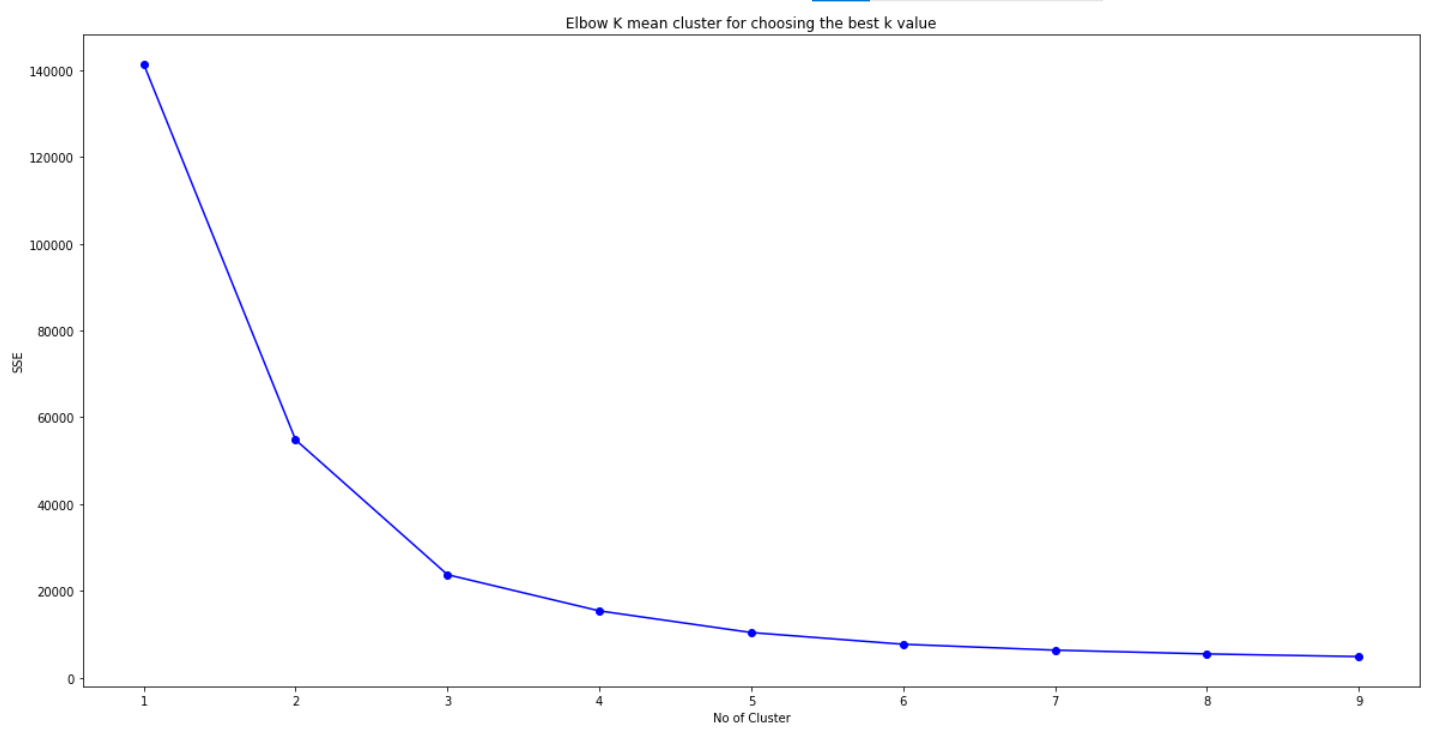 Elbow K mean cluster for choosing the best k value
140000
120000
100000
80000
60000
40000
20000
0
SSE
1 2 3 4 5 6 7 8 9
No of Cluster